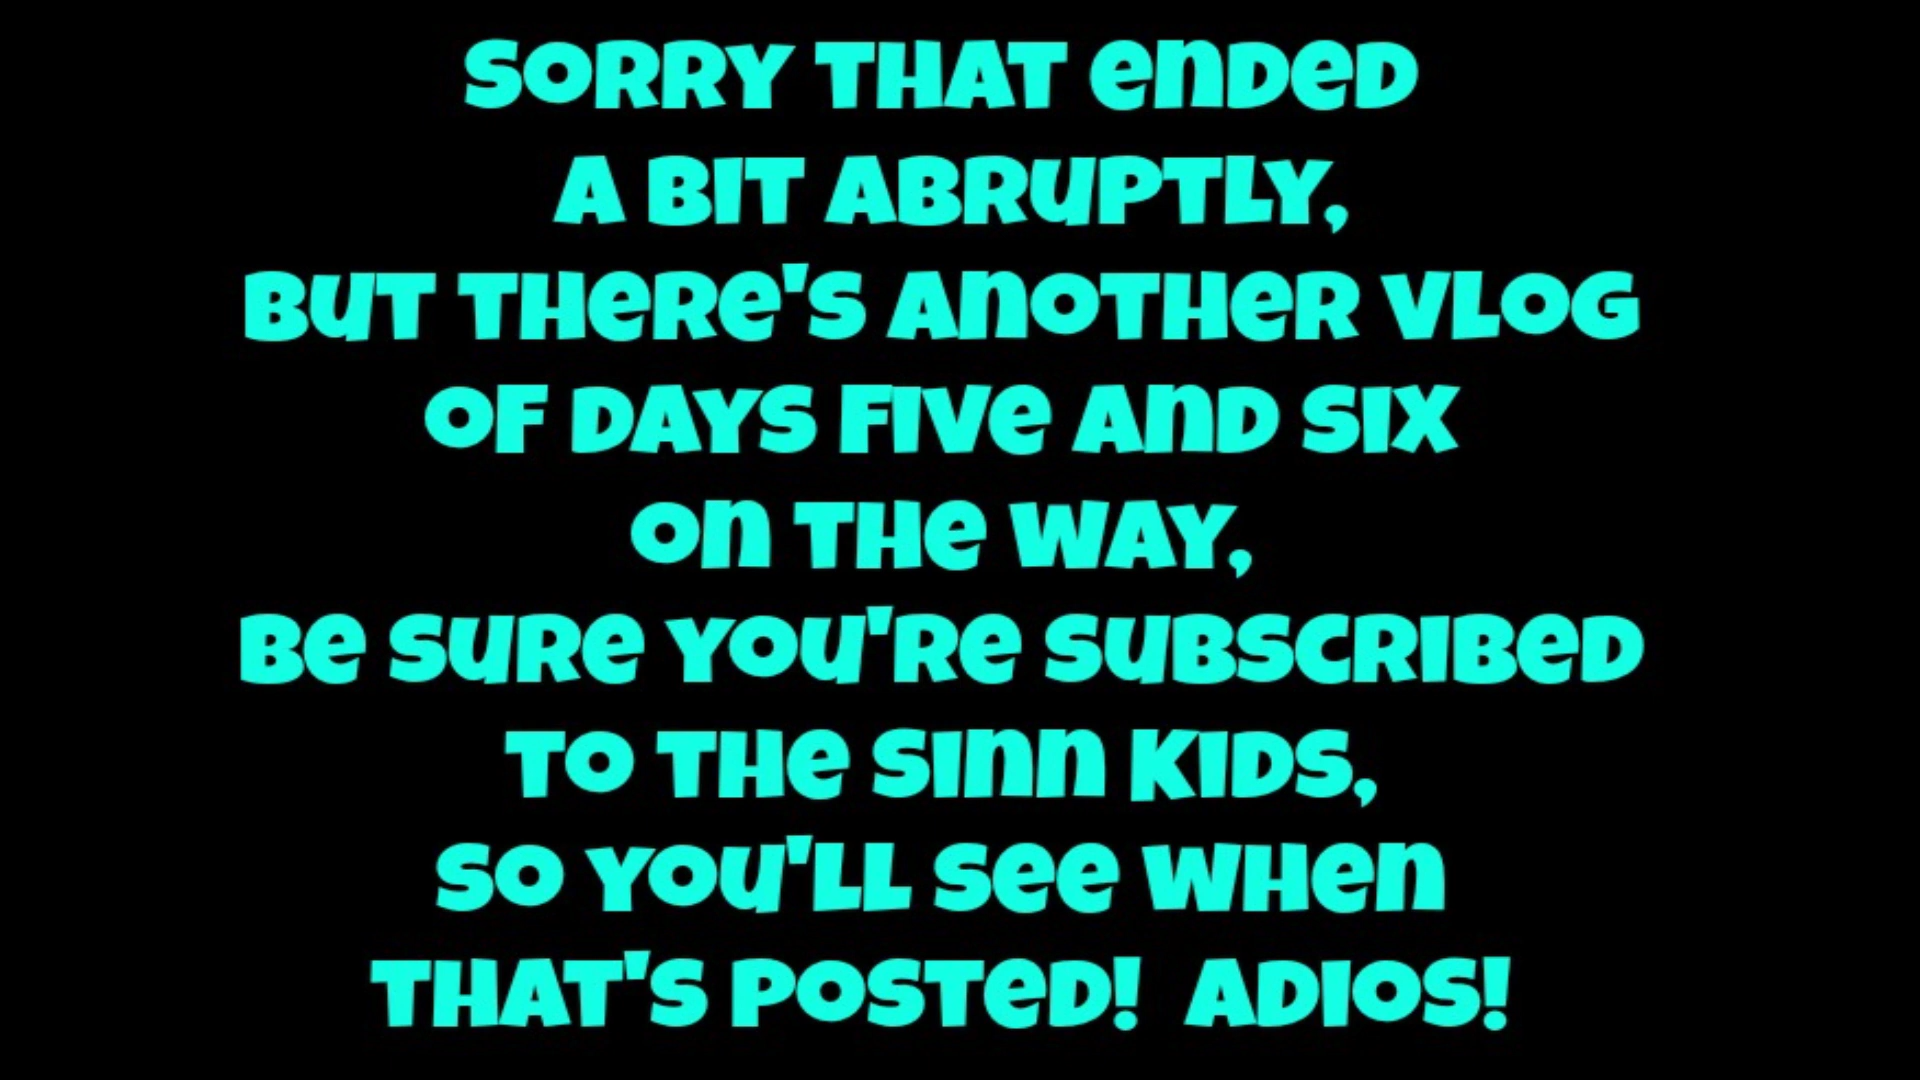 SORRY THAT ENDED
A BIT ABRUPTLY,
BUT THERE'S ANOTHER VLOG
OF DAYS FIVE AND SIX
ON THE WAY,
BE SURE YOU'RE SUBSCRIBED
TO THE SINN KIDS,
SO YOU'LL SEE WHEN
THAT'S POSTED!  ADIOS!